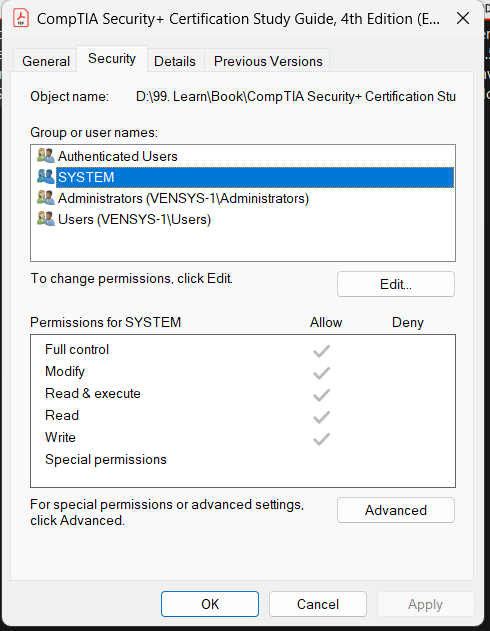 CompTIA Security+ Certification Study Guide, 4th Edition (E...
General
Security
Details
Previous Versions
Object name: D:\99. Learn\Book\CompTIA Security+ Certification Stu
Group or user names:
Authenticated Users
SYSTEM
Administrators (VENSYS-1\Administrators)
Users (VENSYS-1\Users)
To change permissions, click Edit.
Edit...
Permissions for SYSTEM Allow Deny
Full control
Modify
Read & execute
Read
Write
Special permissions
For special permissions or advanced settings,
click Advanced.
Advanced
OK
Cancel
Apply